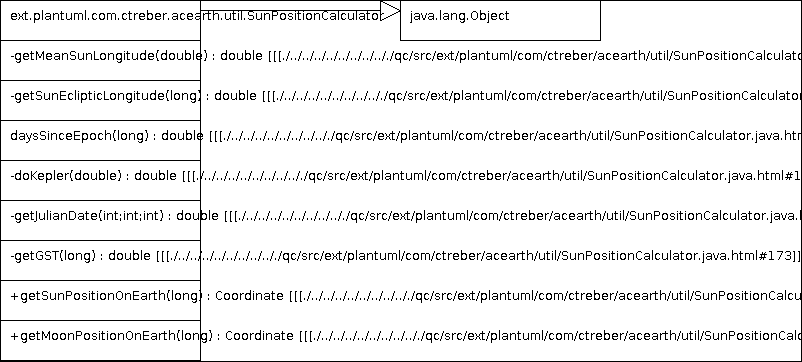 ext.plantuml.com.ctreber.acearth.util.SunPositionCalculator
java.lang.Object
-getMeanSunLongitude(double) : double [[[./../../../../../../../../../qc/src/ext/plantuml/com/ctreber/acearth/util/SunPositionCalcula
-getSunEclipticLongitude(long) : double [[[./../../../../../../../../../qc/src/ext/plantuml/com/ctreber/acearth/util/SunPositionCalculato
daysSinceEpoch(long) : double [[[./../../../../../../../../../qc/src/ext/plantuml/com/ctreber/acearth/util/SunPositionCalculator.java.htm
-doKepler(double) : double [[[./../../../../../../../../../qc/src/ext/plantuml/com/ctreber/acearth/util/SunPositionCalculator.java.html#1
-getJulianDate(int;int;int) : double [[[./../../../../../../../../../qc/src/ext/plantuml/com/ctreber/acearth/util/SunPositionCalculator.java.
-getGST(long) : double [[[./../../../../../../../../../qc/src/ext/plantuml/com/ctreber/acearth/util/SunPositionCalculator.java.html#173]]
+getSunPositionOnEarth(long) : Coordinate [[[./../../../../../../../../../qc/src/ext/plantuml/com/ctreber/acearth/util/SunPositionCalcu
+getMoonPositionOnEarth(long) : Coordinate [[[./../../../../../../../../../qc/src/ext/plantuml/com/ctreber/acearth/util/SunPositionCalc